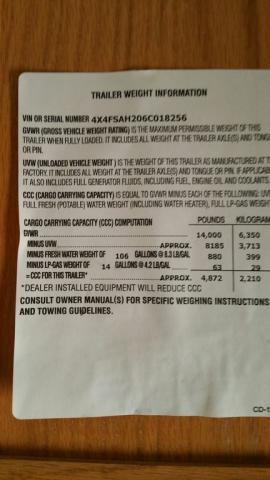 TRAILER WEIGHT INFORMATION
VIN OR SERIAL NUMBER 4X4FSAH206C018256
GVWR (GROSS VEHICLE WEIGHT RATING) IS THE MAXIMUM PERMISSIBLE WEIGHT OF THIS
TRAILER WHEN FULLY LOADED. IT INCLUDES ALL WEIGHT AT THE TRAILER AXLE(S) AND TONG
OR PIN.
UVW (UNLOADED VEHICLE WEIGHT) IS THE WEIGHT OF THIS TRAILER AS MANUFACTURED AT T
FACTORY. IT INCLUDES ALL WEIGHT AT THE TRAILER AXLE(S) AND TONGUE OR PIN. IF APPLICAB
IT ALSO INCLUDES FULL GENERATOR FLUIDS, INCLUDING FUEL, ENGINE OIL AND COOLANTS
CCC (CARGO CARRYING CAPACITY) IS EQUAL TO GVWR MINUS EACH OF THE FOLLOWING: UV
FULL FRESH (POTABLE) WATER WEIGHT (INCLUDING WATER HEATER), FULL LP-GAS WEIGHT
CARGO CARRYING CAPACITY (CCC) COMPUTATION POUNDS KILOGRAM
GVWR 14,000 6,350
MINUS UVW APPROX. 8185 3,713
MINUS FRESH WATER WEIGHT OF 106 GALLONS @ 8.3 LB/GAL 880 399
MINUS LP-GAS WEIGHT OF 14 GALLONS @ 4.2 LB/GAL 63 29
= CCC FOR THIS TRAILER* APPROX. 4,872 2,210
*DEALER INSTALLED EQUIPMENT WILL REDUCE CCC
CONSULT OWNER MANUAL(S) FOR SPECIFIC WEIGHING INSTRUCTIONS
AND TOWING GUIDELINES.
CD-1